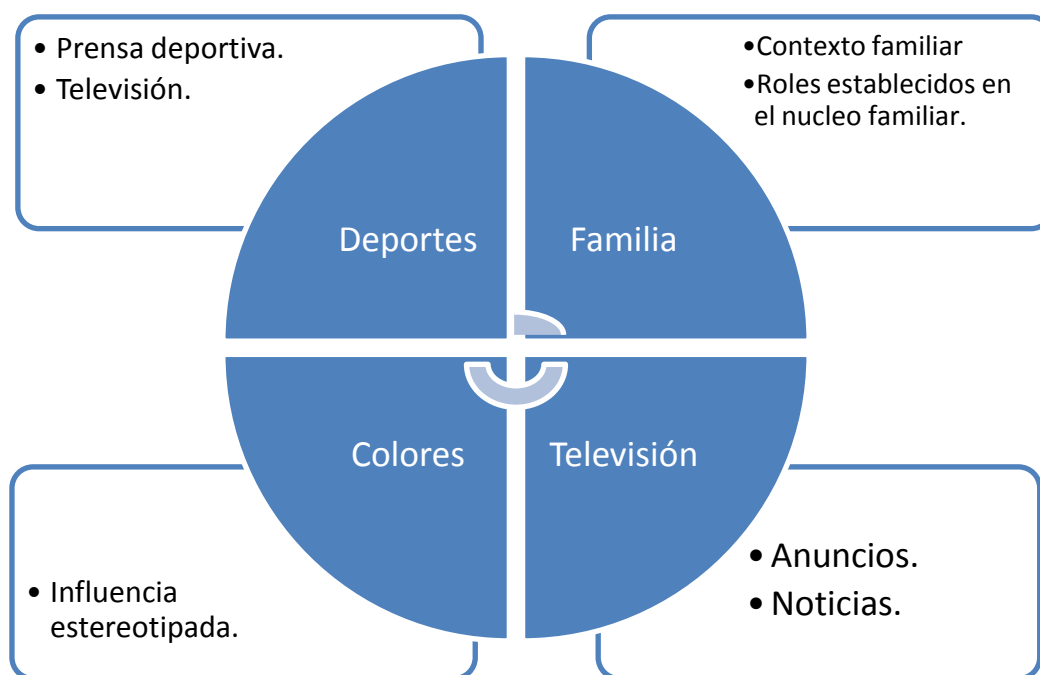 • Prensa deportiva.
• Televisión.
•Contexto familiar
•Roles establecidos en
el nucleo familiar.
Deportes
Familia
Colores
Televisión
• Influencia
estereotipada.
• Anuncios.
• Noticias.